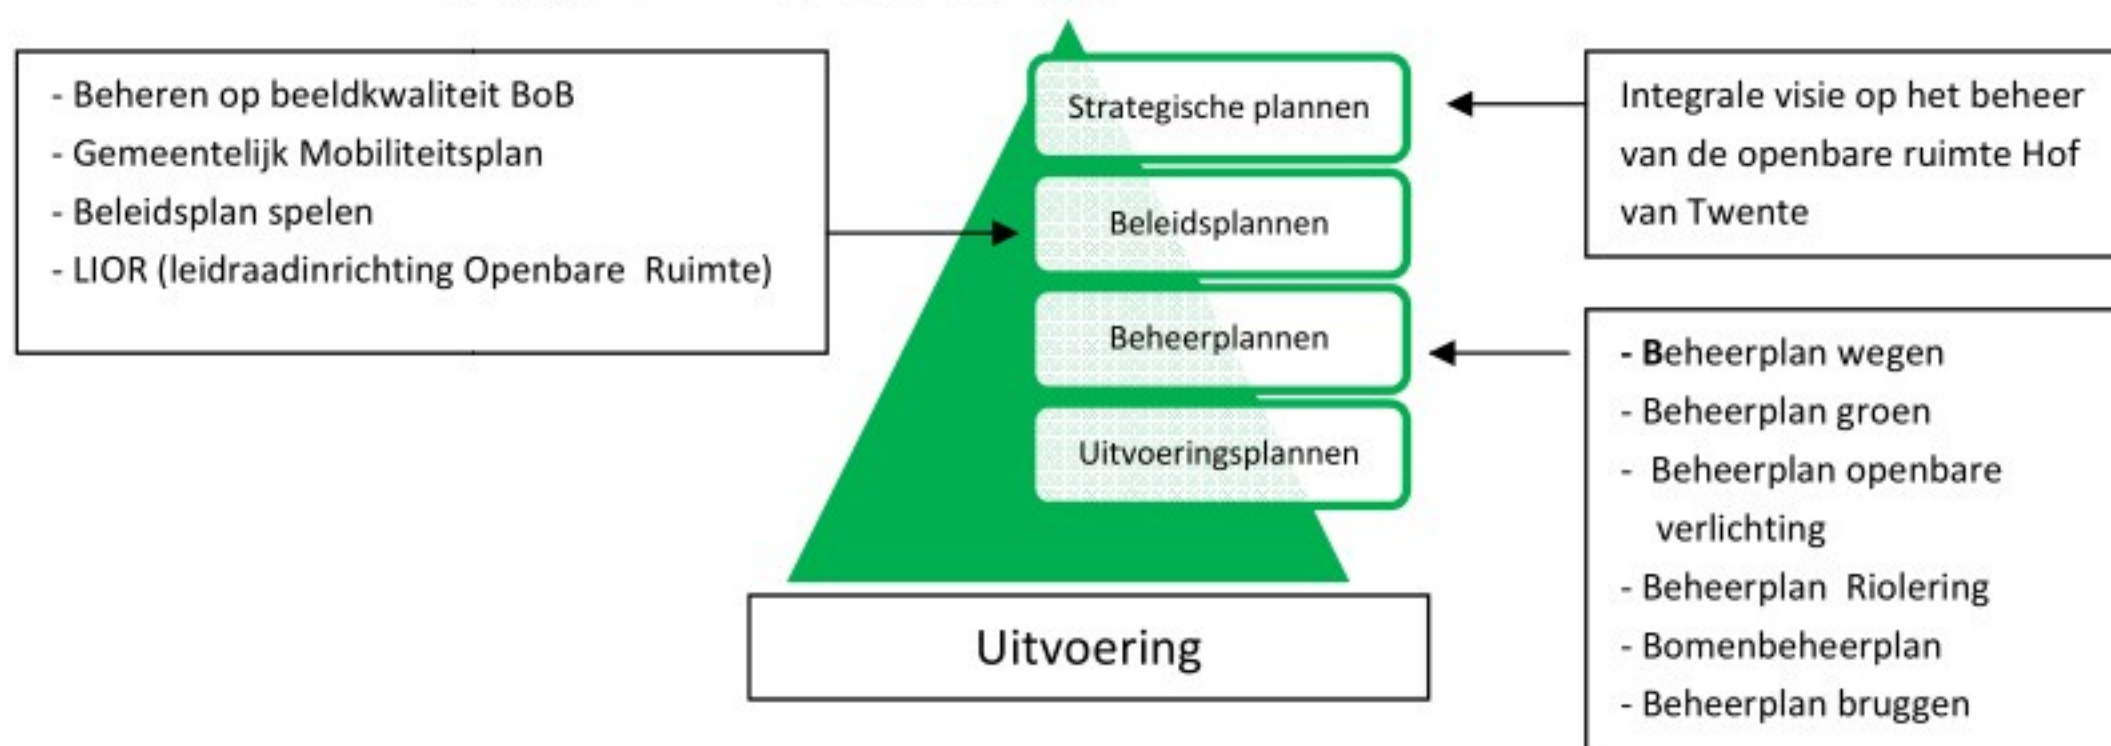 - Beheren op beeldkwaliteit BoB
- Gemeentelijk Mobiliteitsplan
- Beleidsplan spelen
- LIOR (leidraadinrichting Openbare  Ruimte)
Strategische plannen
Beleidsplannen
Beheerplannen
Uitvoeringsplannen
Uitvoering
Integrale visie op het beheer
van de openbare ruimte Hof
van Twente
- Beheerplan wegen
- Beheerplan groen
-  Beheerplan openbare
verlichting
- Beheerplan  Riolering
- Bomenbeheerplan
- Beheerplan bruggen